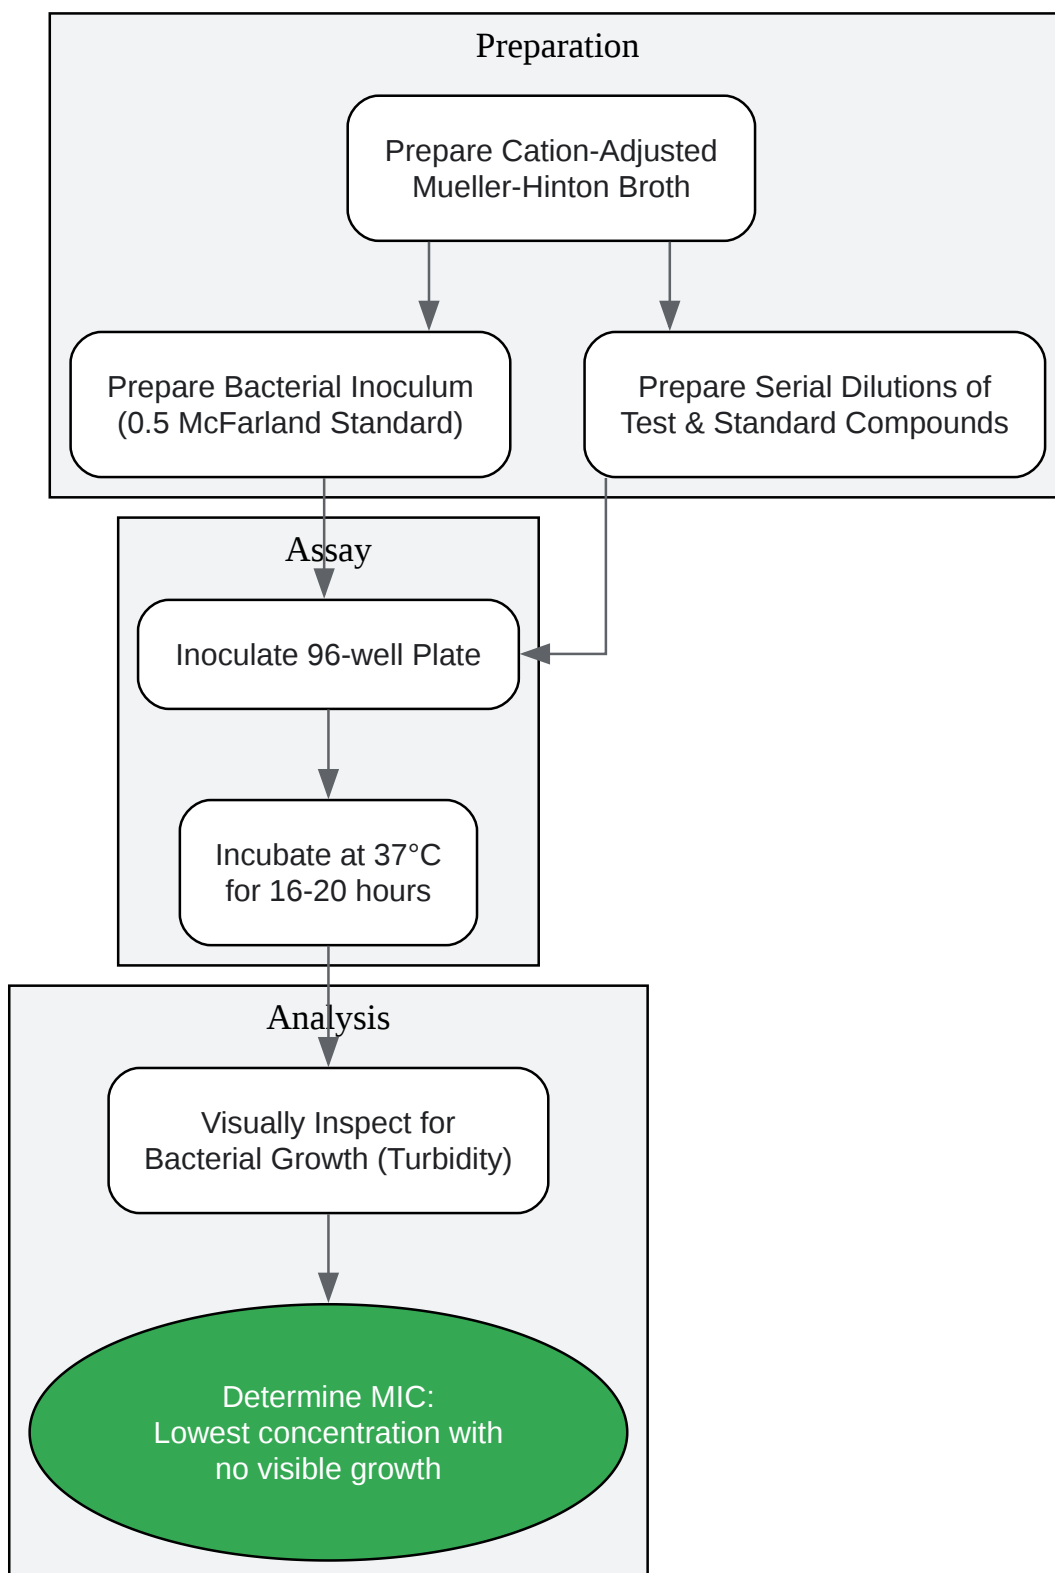 Preparation
Prepare Cation-Adjusted
Mueller-Hinton Broth
Prepare Bacterial Inoculum
(0.5 McFarland Standard)
Prepare Serial Dilutions of
Test & Standard Compounds
Assay
Inoculate 96-well Plate
Incubate at 37°C
for 16-20 hours
Analysis
Visually Inspect for
Bacterial Growth (Turbidity)
Determine MIC:
Lowest concentration with
no visible growth